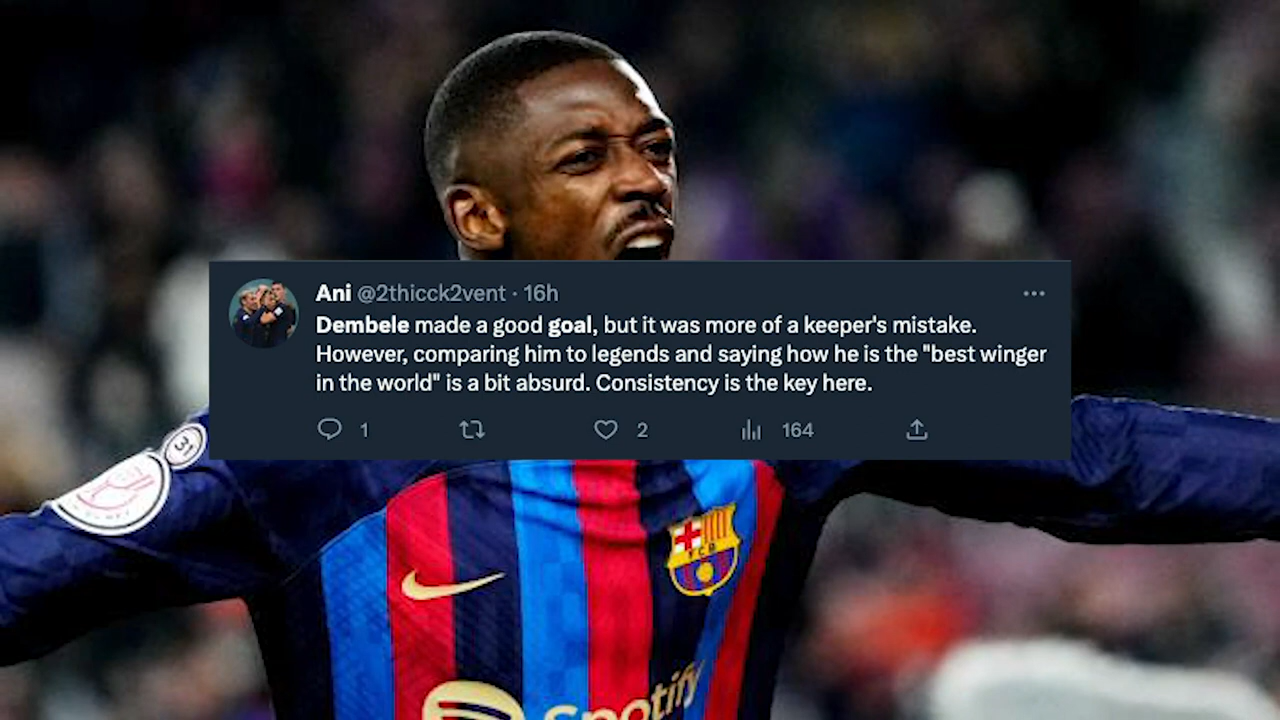 Ani @2thicck2vent · 16h
Dembele made a good goal, but it was more of a keeper's mistake.
However, comparing him to legends and saying how he is the "best winger
in the world" is a bit absurd. Consistency is the key here.
1 2 164
31
FCB
Spotify